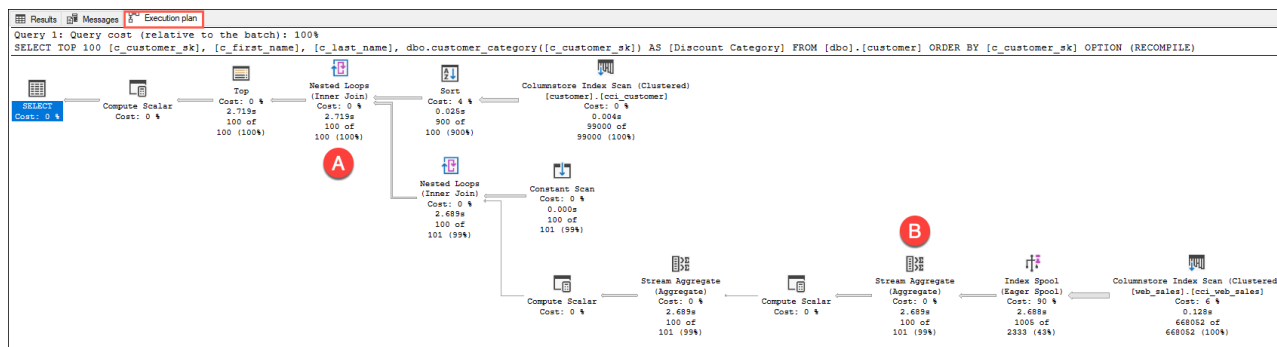 Results Messages Execution plan
Query 1: Query cost (relative to the batch): 100%
SELECT TOP 100 [c_customer_sk], [c_first_name], [c_last_name], dbo.customer_category([c_customer_sk]) AS [Discount Category] FROM [dbo].[customer] ORDER BY [c_customer_sk] OPTION (RECOMPILE)
SELECT
Cost: 0 %
Compute Scalar
Cost: 0 %
Top
Cost: 0 %
2.719s
100 of
100 (100%)
Nested Loops
(Inner Join)
Cost: 0 %
2.719s
100 of
100 (100%)
A
Sort
Cost: 4 %
0.025s
900 of
100 (900%)
Columnstore Index Scan (Clustered)
[customer].[cci_customer]
Cost: 0 %
0.004s
99000 of
99000 (100%)
Nested Loops
(Inner Join)
Cost: 0 %
2.689s
100 of
101 (99%)
Constant Scan
Cost: 0 %
0.000s
100 of
101 (99%)
B
Compute Scalar
Cost: 0 %
Stream Aggregate
(Aggregate)
Cost: 0 %
2.689s
100 of
101 (99%)
Compute Scalar
Cost: 0 %
Stream Aggregate
(Aggregate)
Cost: 0 %
2.689s
100 of
101 (99%)
Index Spool
(Eager Spool)
Cost: 90 %
2.688s
1005 of
2333 (43%)
Columnstore Index Scan (Clustered)
[web_sales].[cci_web_sales]
Cost: 6 %
0.128s
668052 of
668052 (100%)